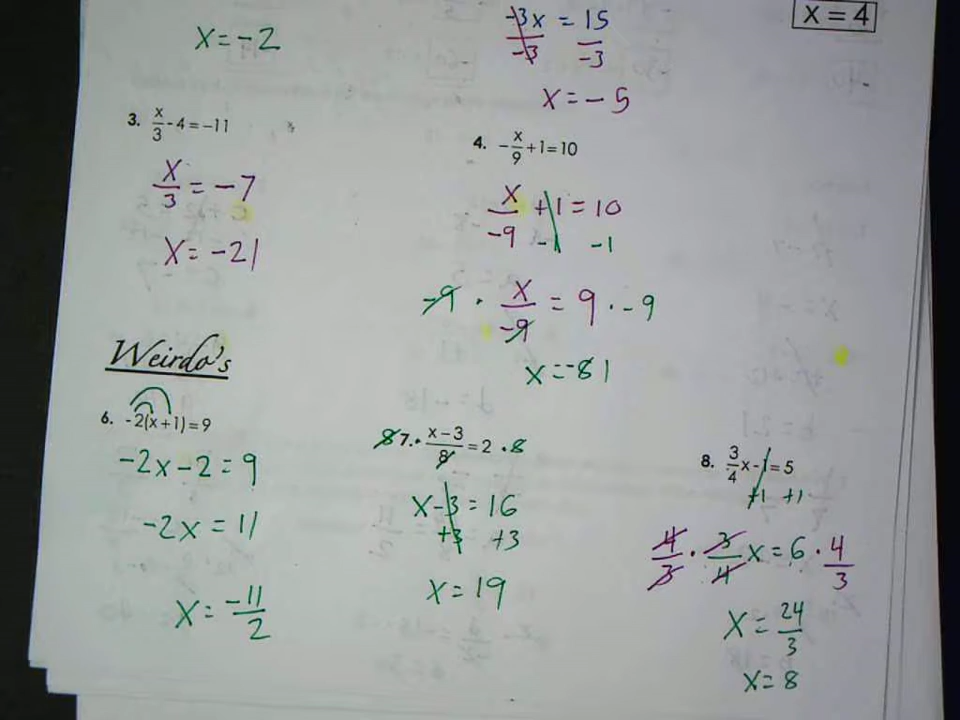 x = -2
-3x = 15
-3 -3
x = -5
x = 4
3. x/3 - 4 = -11
x/3 = -7
x = -21
4. -x/9 + 1 = 10
x/-9 + 1 = 10
-1 -1
-9 · x/-9 = 9 · -9
x = -81
Weirdo's
6. -2(x+1) = 9
-2x - 2 = 9
-2x = 11
x = -11/2
8 7. · x-3/8 = 2 · 8
x - 3 = 16
+3 +3
x = 19
8. 3/4 x - 1 = 5
+1 +1
4/3 · 3/4 x = 6 · 4/3
x = 24/3
x = 8